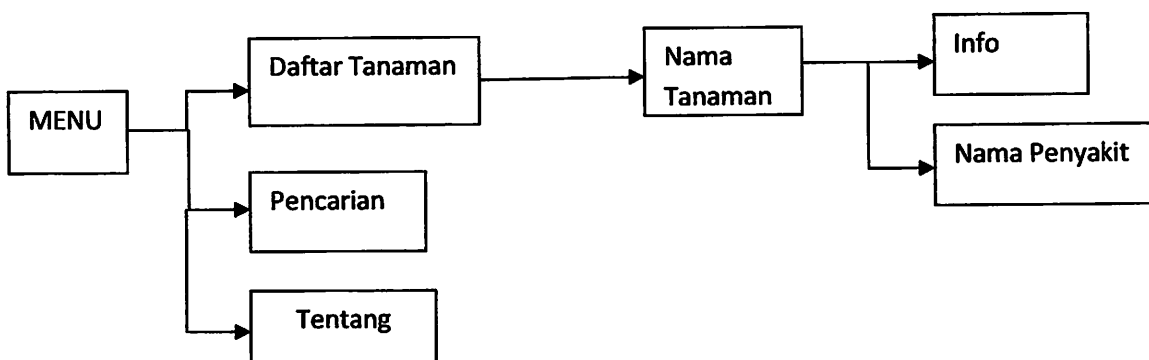 MENU
Daftar Tanaman
Nama
Tanaman
Info
Nama Penyakit
Pencarian
Tentang